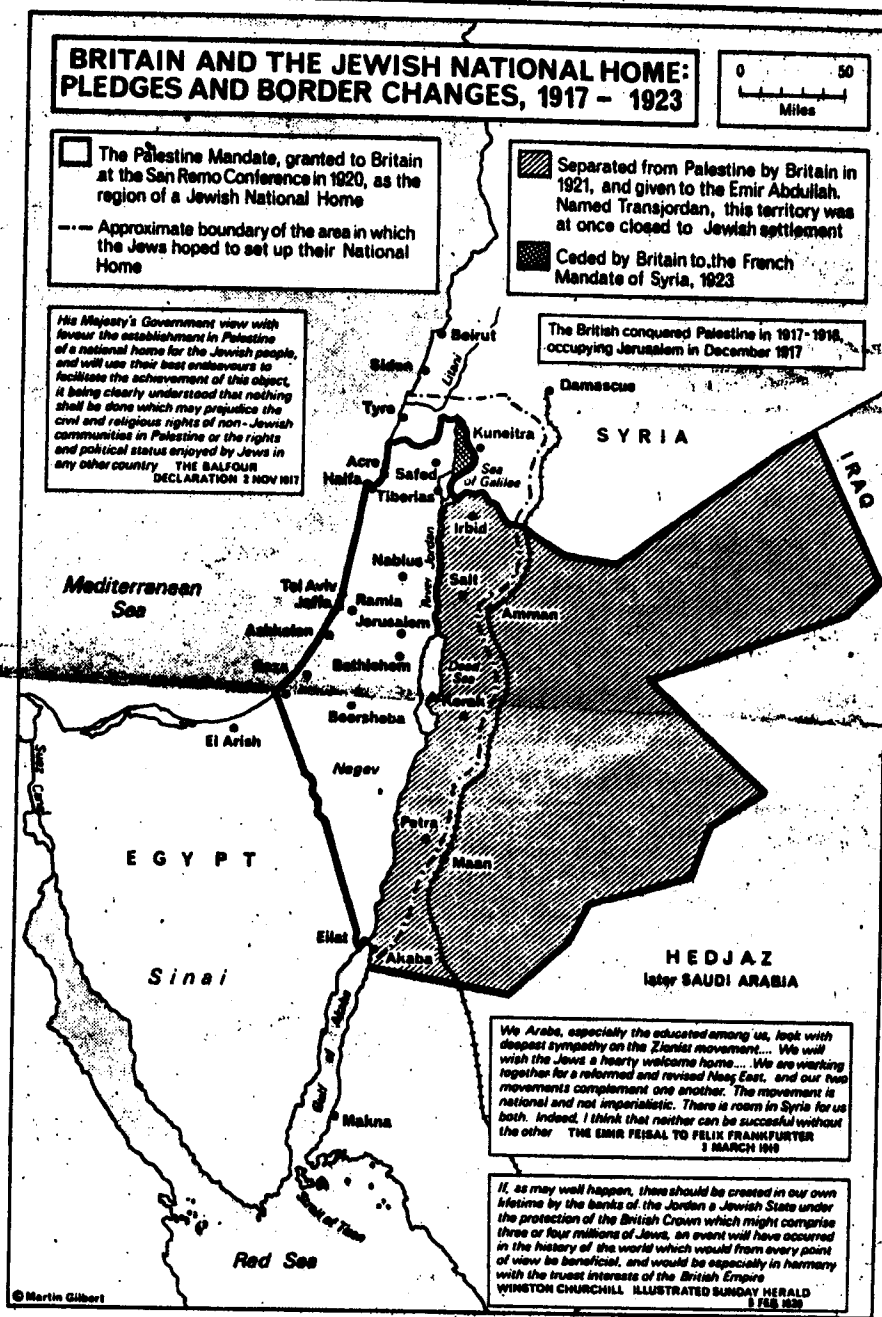 BRITAIN AND THE JEWISH NATIONAL HOME:
PLEDGES AND BORDER CHANGES, 1917 - 1923
0 50
Miles
The Palestine Mandate, granted to Britain
at the San Remo Conference in 1920, as the
region of a Jewish National Home
Approximate boundary of the area in which
the Jews hoped to set up their National
Home
Separated from Palestine by Britain in
1921, and given to the Emir Abdullah.
Named Transjordan, this territory was
at once closed to Jewish settlement
Ceded by Britain to the French
Mandate of Syria, 1923
His Majesty's Government view with
favour the establishment in Palestine
of a national home for the Jewish people,
and will use their best endeavours to
facilitate the achievement of this object,
it being clearly understood that nothing
shall be done which may prejudice the
civil and religious rights of non-Jewish
communities in Palestine or the rights
and political status enjoyed by Jews in
any other country THE BALFOUR
DECLARATION 2 NOV 1917
The British conquered Palestine in 1917-1918,
occupying Jerusalem in December 1917
Beirut
Sidon
Litani
Damascus
Tyre
Kuneitra
SYRIA
IRAQ
Acre
Safed
Sea
of Galilee
Haifa
Tiberias
Irbid
Nablus
River Jordan
Salt
Mediterranean
Sea
Tel Aviv
Jaffa
Ramla
Amman
Jerusalem
Ashkelon
Gaza
Bethlehem
Dead
Sea
Beersheba
Kerak
El Arish
Suez Canal
Negev
Petra
EGYPT
Maan
Eilat
Akaba
Sinai
HEDJAZ
later SAUDI ARABIA
Gulf of Akaba
Makna
We Arabs, especially the educated among us, look with
deepest sympathy on the Zionist movement.... We will
wish the Jews a hearty welcome home.... We are working
together for a reformed and revised Near East, and our two
movements complement one another. The movement is
national and not imperialistic. There is room in Syria for us
both. Indeed, I think that neither can be succesful without
the other THE EMIR FEISAL TO FELIX FRANKFURTER
3 MARCH 1919
Strait of Tiran
Red Sea
If, as may well happen, there should be created in our own
lifetime by the banks of the Jordan a Jewish State under
the protection of the British Crown which might comprise
three or four millions of Jews, an event will have occurred
in the history of the world which would from every point
of view be beneficial, and would be especially in harmony
with the truest interests of the British Empire
WINSTON CHURCHILL ILLUSTRATED SUNDAY HERALD
FEB 1920
© Martin Gilbert